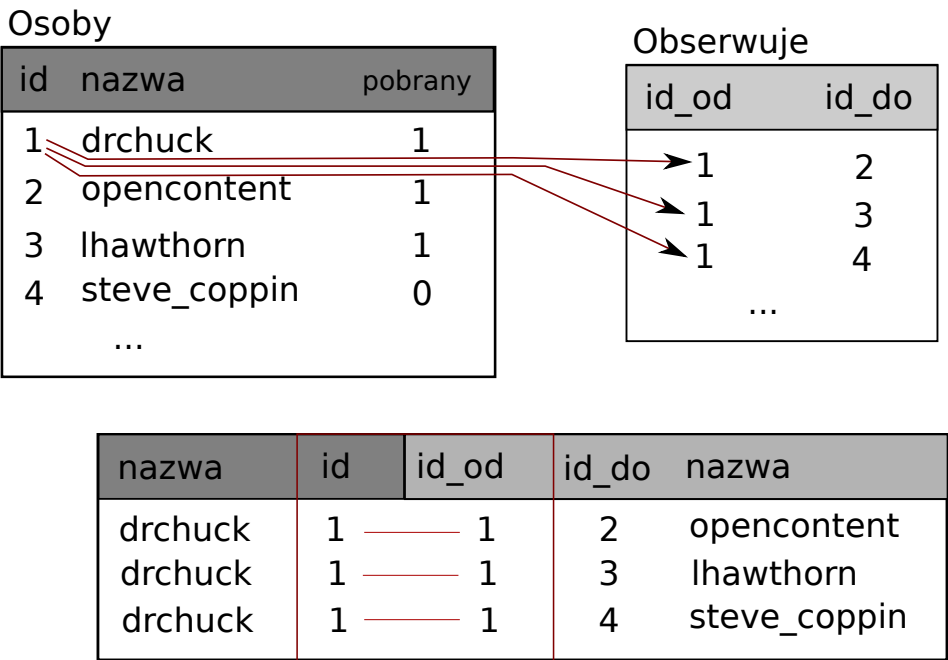 Osoby
id nazwa pobrany
1 drchuck 1
2 opencontent 1
3 lhawthorn 1
4 steve_coppin 0
...
Obserwuje
id_od id_do
1 2
1 3
1 4
...
nazwa id id_od id_do nazwa
drchuck 1 1 2 opencontent
drchuck 1 1 3 lhawthorn
drchuck 1 1 4 steve_coppin